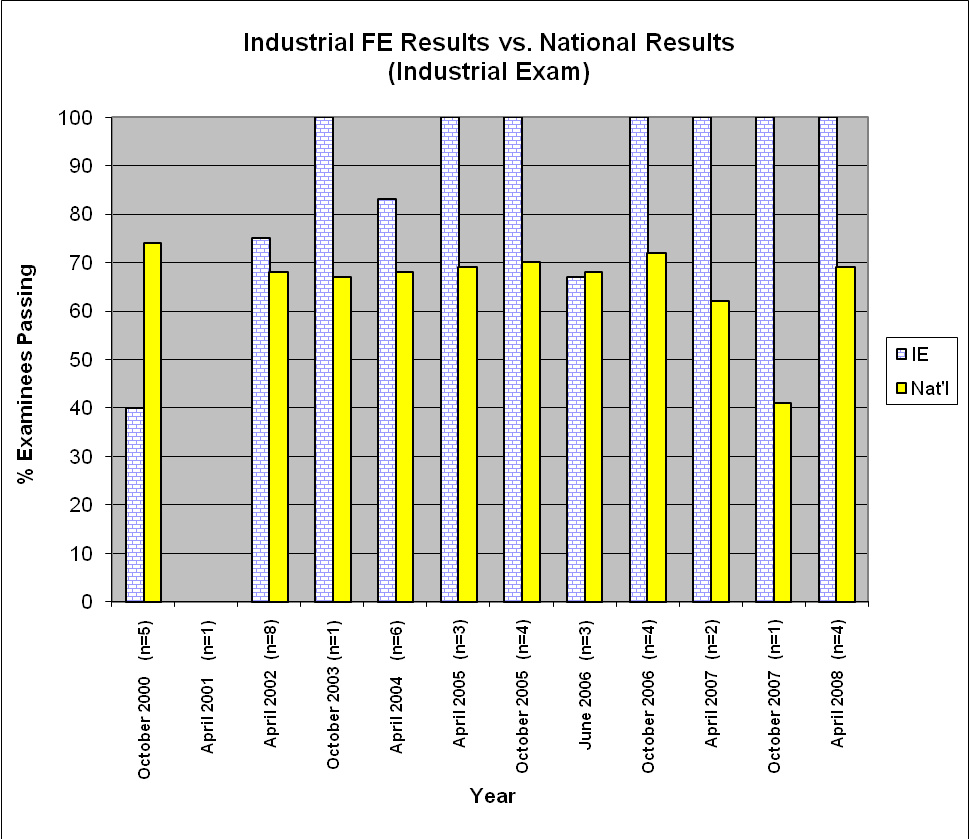 Industrial FE Results vs. National Results
(Industrial Exam)
% Examinees Passing
100
90
80
70
60
50
40
30
20
10
0
October 2000 (n=5)
April 2001 (n=1)
April 2002 (n=8)
October 2003 (n=1)
April 2004 (n=6)
April 2005 (n=3)
October 2005 (n=4)
June 2006 (n=3)
October 2006 (n=4)
April 2007 (n=2)
October 2007 (n=1)
April 2008 (n=4)
Year
IE
Nat'l